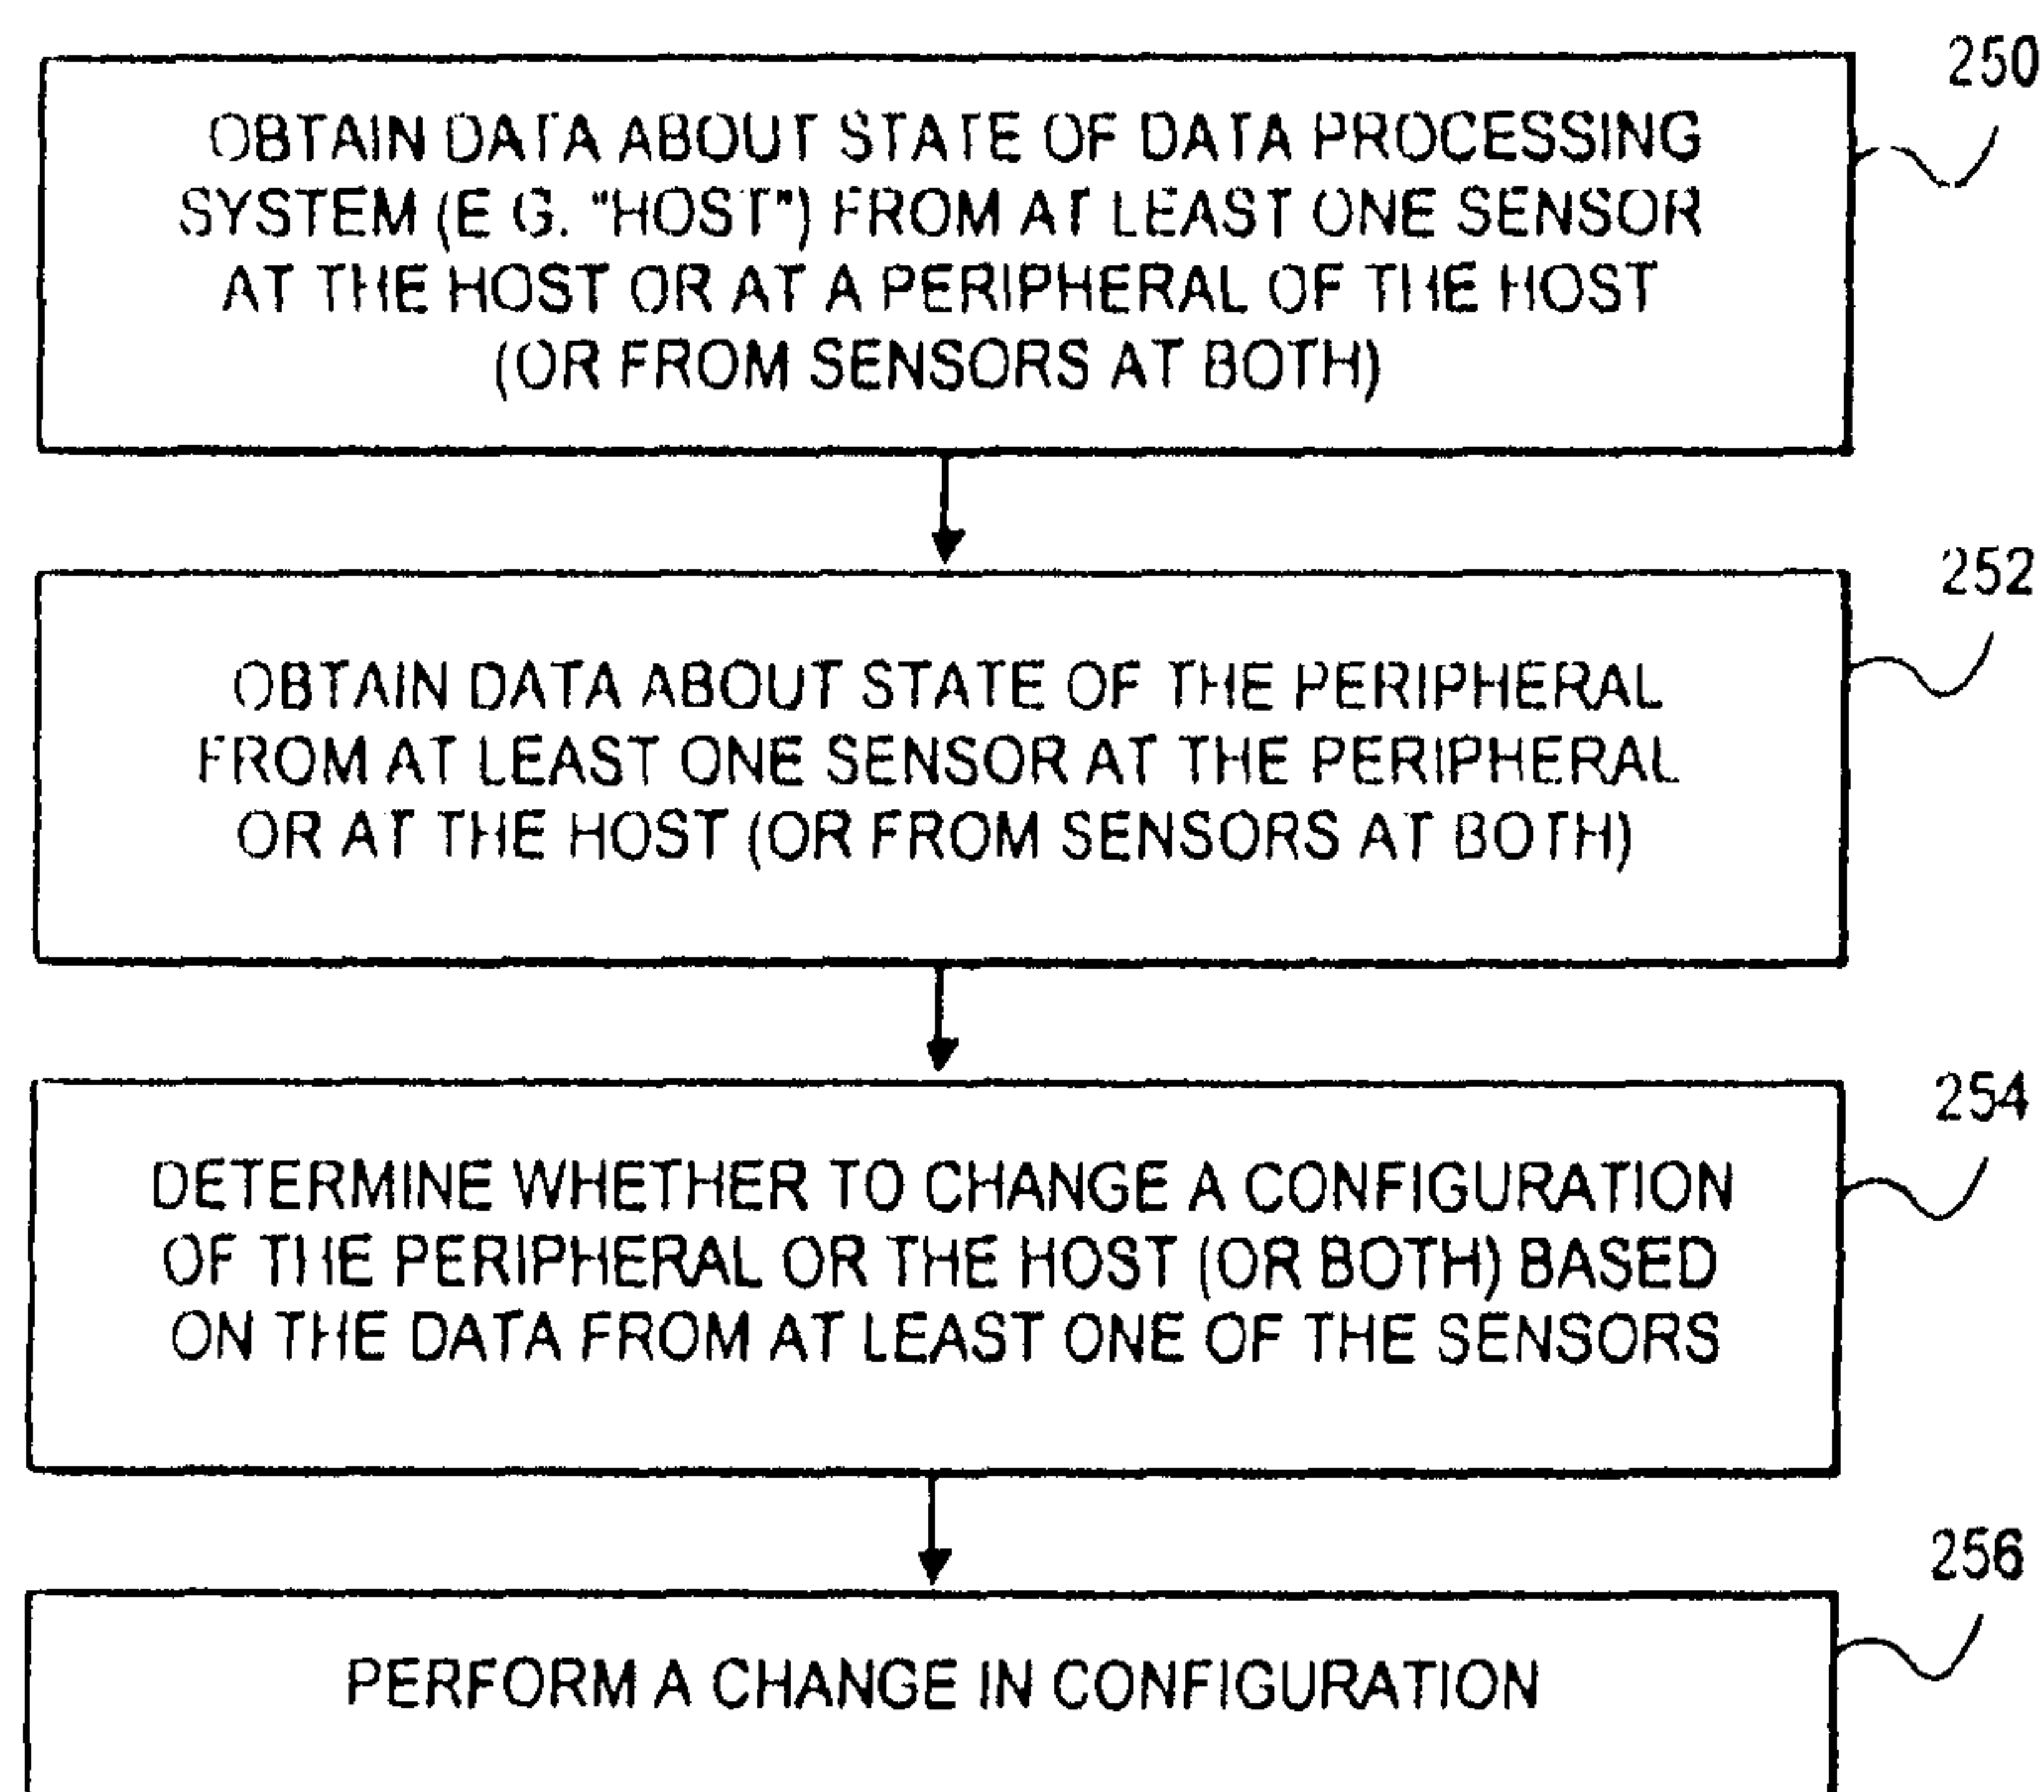 250
OBTAIN DATA ABOUT STATE OF DATA PROCESSING
SYSTEM (E G. "HOST") FROM AT LEAST ONE SENSOR
AT THE HOST OR AT A PERIPHERAL OF THE HOST
(OR FROM SENSORS AT BOTH)
252
OBTAIN DATA ABOUT STATE OF THE PERIPHERAL
FROM AT LEAST ONE SENSOR AT THE PERIPHERAL
OR AT THE HOST (OR FROM SENSORS AT BOTH)
254
DETERMINE WHETHER TO CHANGE A CONFIGURATION
OF THE PERIPHERAL OR THE HOST (OR BOTH) BASED
ON THE DATA FROM AT LEAST ONE OF THE SENSORS
256
PERFORM A CHANGE IN CONFIGURATION